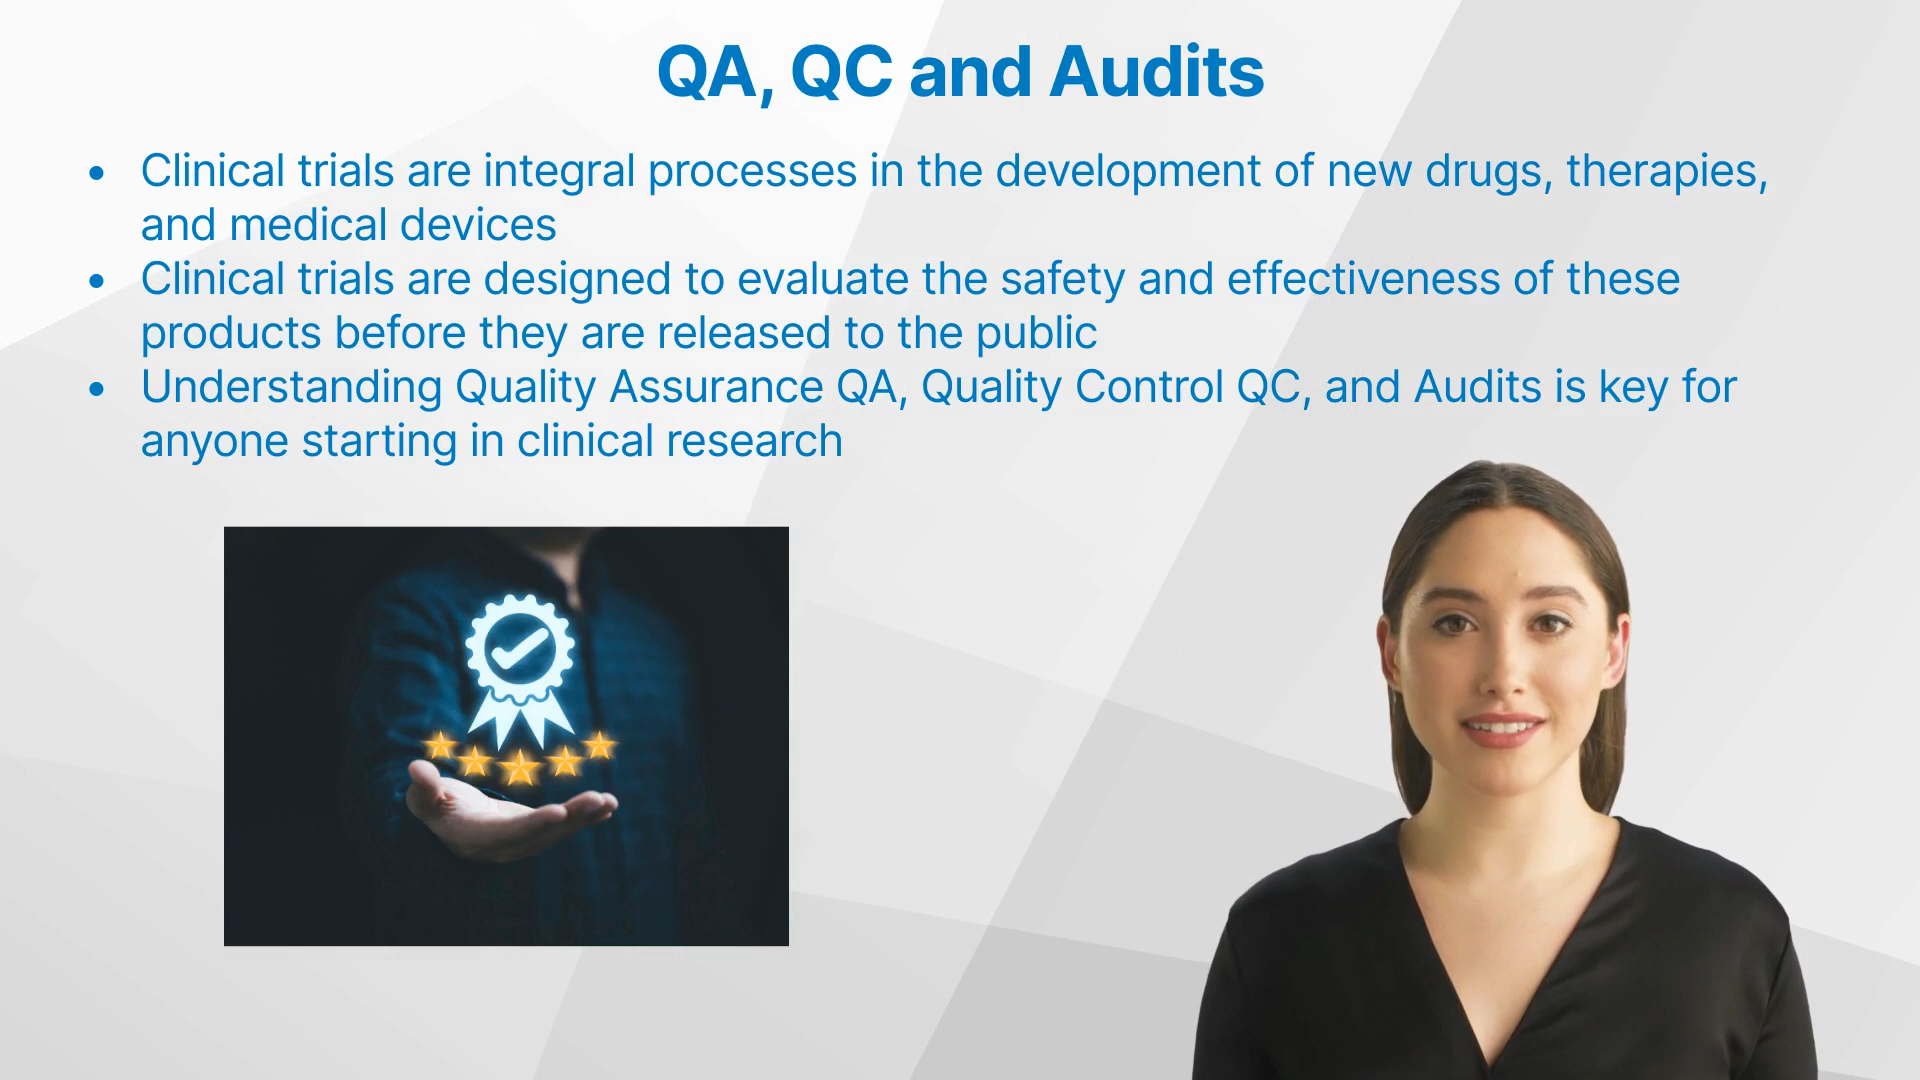 QA, QC and Audits
• Clinical trials are integral processes in the development of new drugs, therapies,
and medical devices
• Clinical trials are designed to evaluate the safety and effectiveness of these
products before they are released to the public
• Understanding Quality Assurance QA, Quality Control QC, and Audits is key for
anyone starting in clinical research